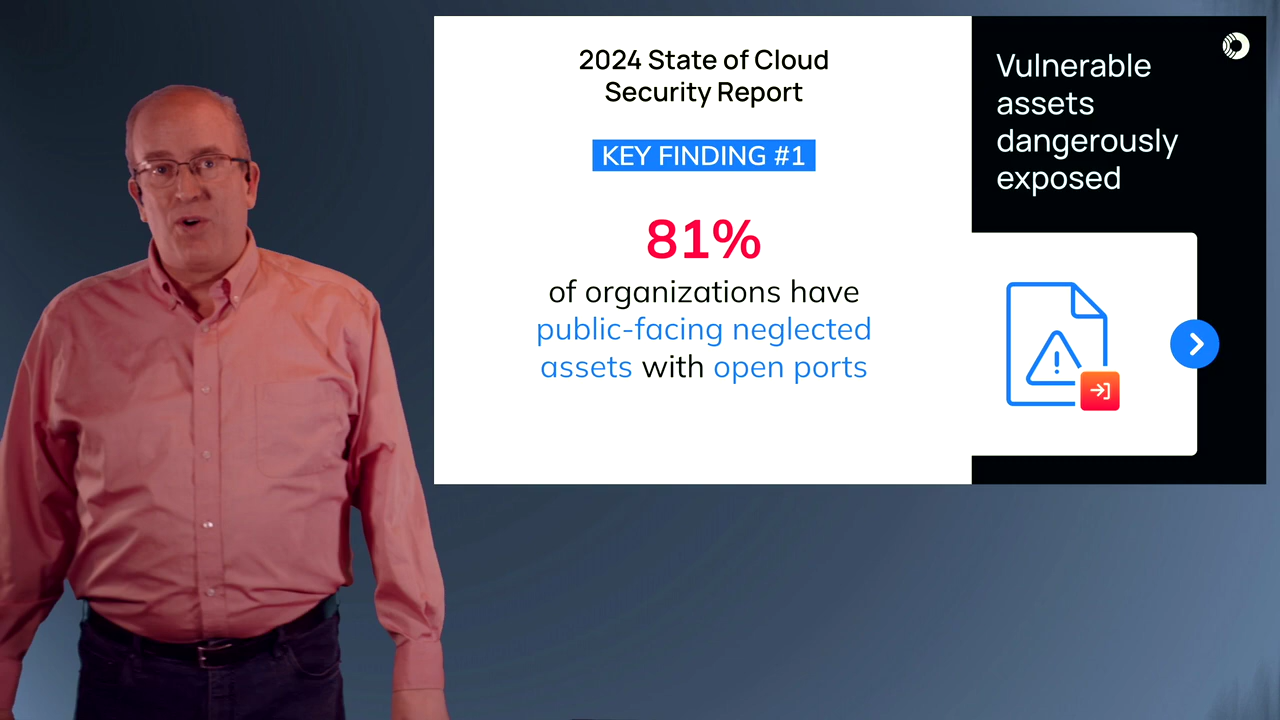 2024 State of Cloud
Security Report
KEY FINDING #1
81%
of organizations have
public-facing neglected
assets with open ports
Vulnerable
assets
dangerously
exposed